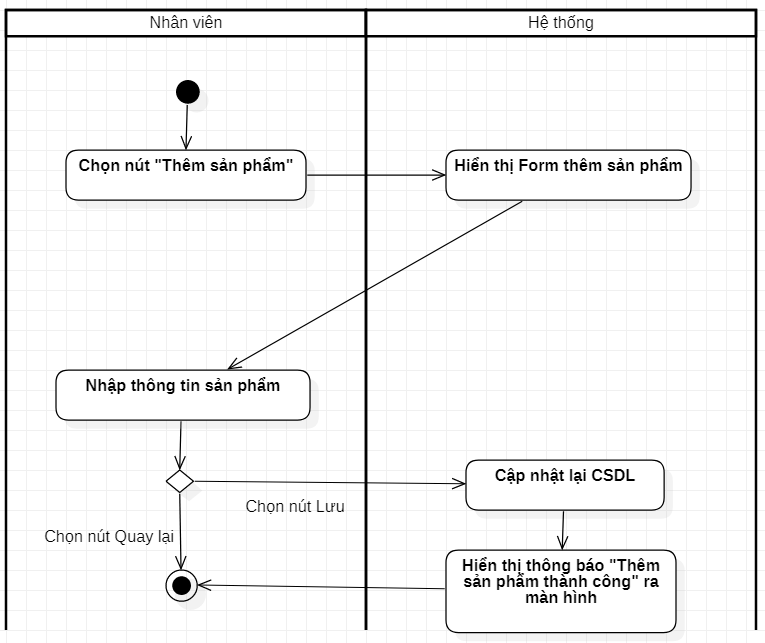 Nhân viên
Hệ thống
Chọn nút "Thêm sản phẩm"
Hiển thị Form thêm sản phẩm
Nhập thông tin sản phẩm
Cập nhật lại CSDL
Chọn nút Lưu
Chọn nút Quay lại
Hiển thị thông báo "Thêm
sản phẩm thành công" ra
màn hình